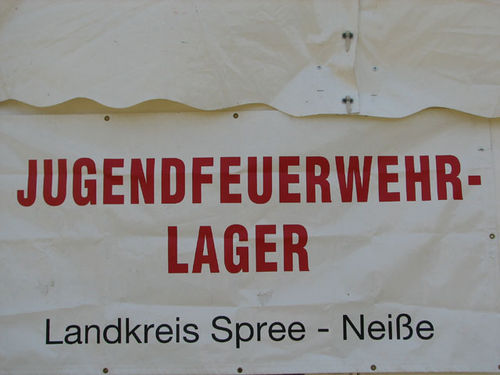 JUGENDFEUERWEHR-
LAGER
Landkreis Spree - Neiße